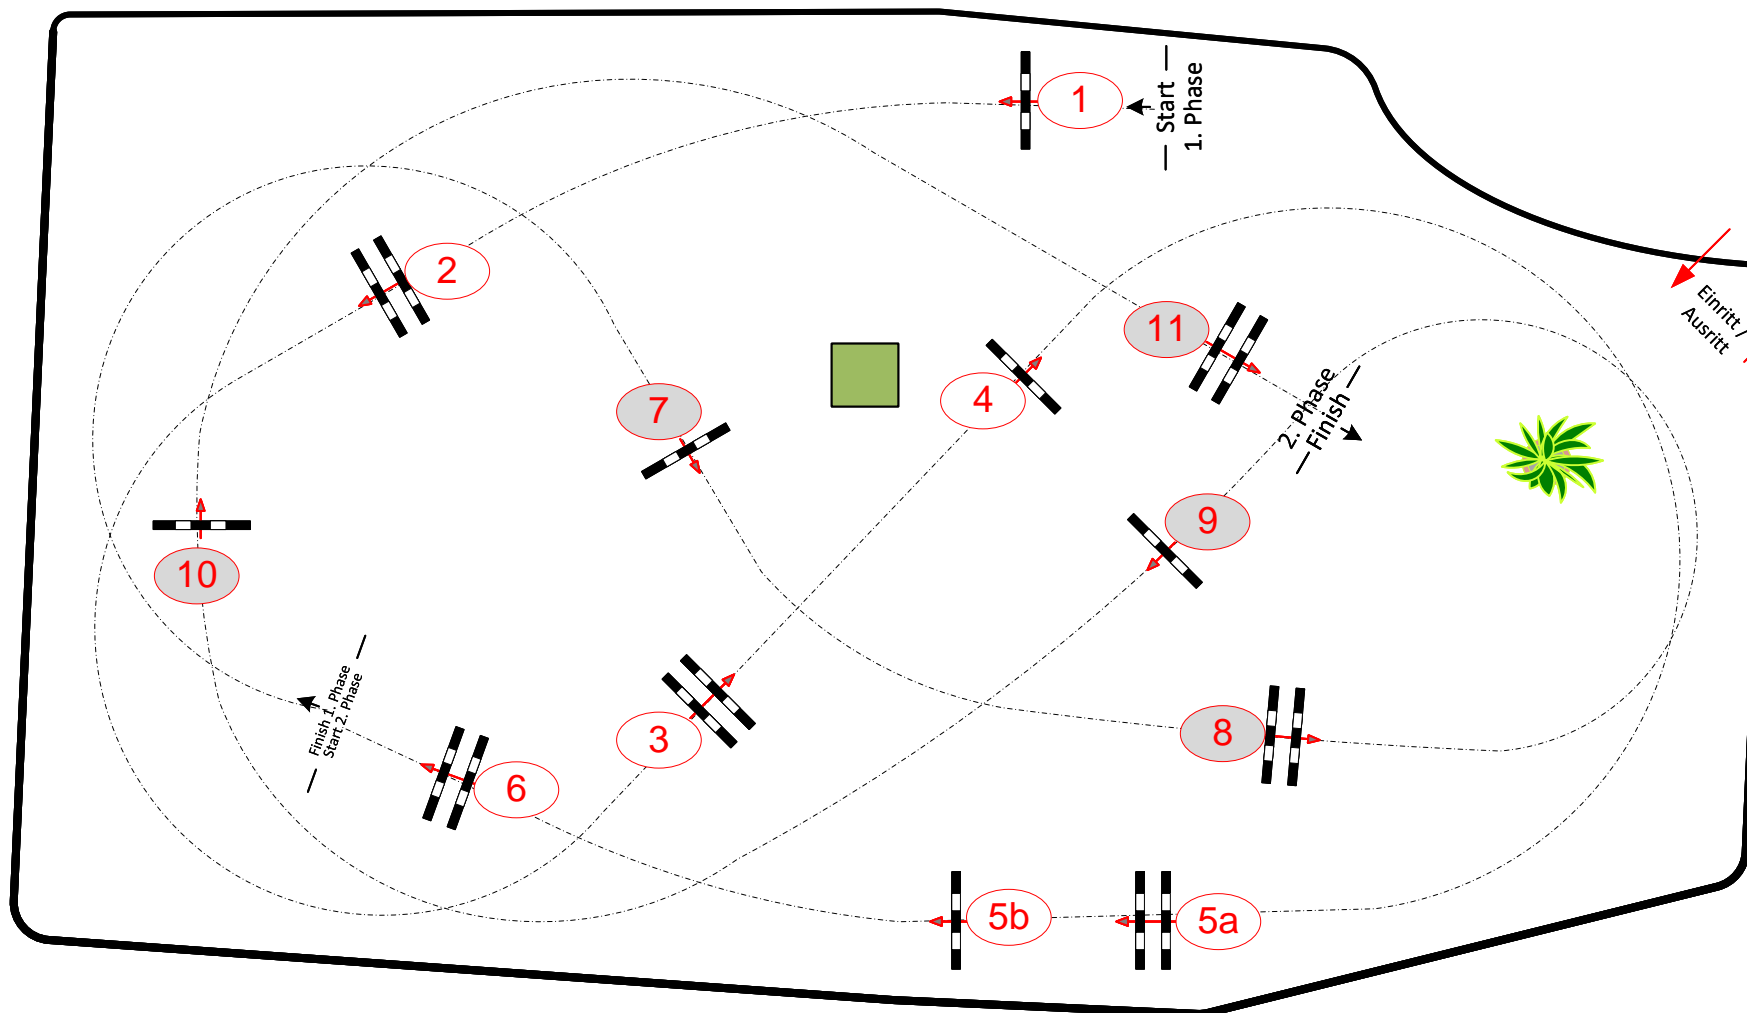 1
Start
1. Phase
2
Einritt /
Ausritt
11
4
7
2. Phase
Finish
9
10
Finish 1. Phase
Start 2. Phase
3
8
6
5b
5a